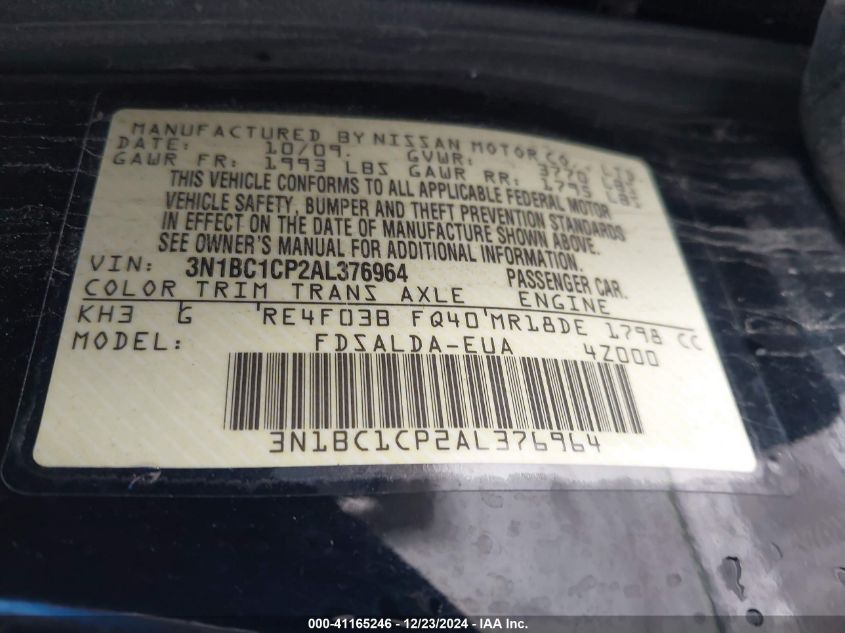 MANUFACTURED BY NISSAN MOTOR CO., LTD
DATE: 10/09. GVWR: 3770 LBS
GAWR FR: 1993 LBS GAWR RR: 1795 LBS
THIS VEHICLE CONFORMS TO ALL APPLICABLE FEDERAL MOTOR
VEHICLE SAFETY, BUMPER AND THEFT PREVENTION STANDARDS
IN EFFECT ON THE DATE OF MANUFACTURE SHOWN ABOVE.
SEE OWNER'S MANUAL FOR ADDITIONAL INFORMATION.
VIN: 3N1BC1CP2AL376964 PASSENGER CAR.
COLOR TRIM TRANS AXLE ENGINE
KH3 G RE4F03B FQ40 MR18DE 1798 CC
MODEL: FDSALDA-EUA 4Z000
3N1BC1CP2AL376964
000-41165246 - 12/23/2024 - IAA Inc.